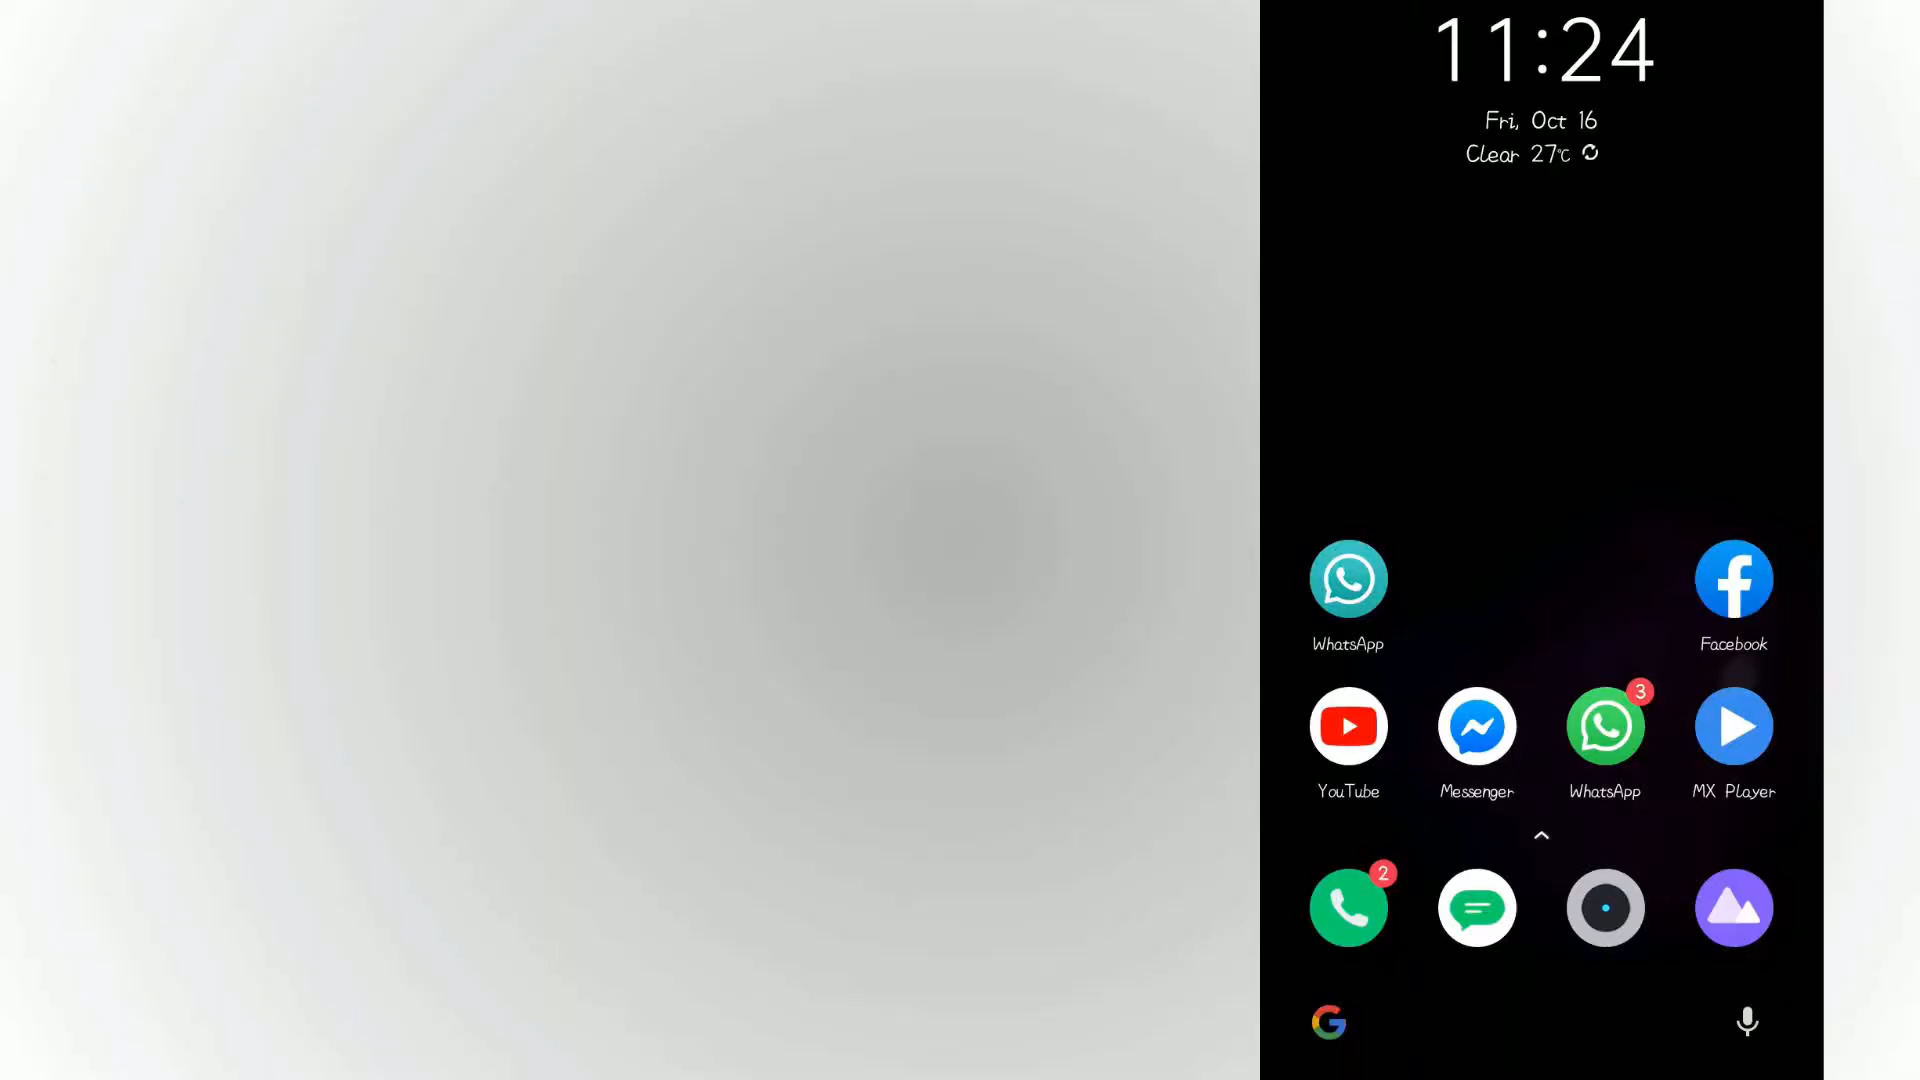 11:24
Fri, Oct 16
Clear 27°C
WhatsApp
Facebook
3
YouTube
Messenger
WhatsApp
MX Player
2